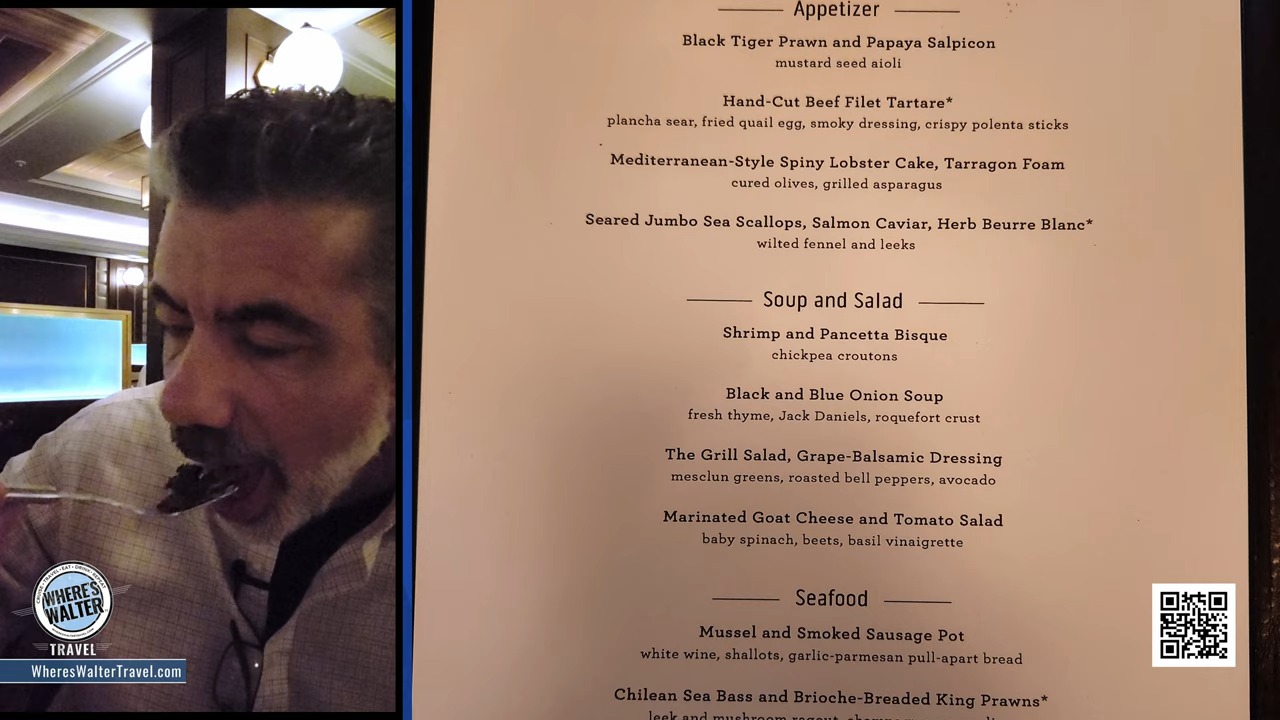 Appetizer
Black Tiger Prawn and Papaya Salpicon
mustard seed aioli
Hand-Cut Beef Filet Tartare*
plancha sear, fried quail egg, smoky dressing, crispy polenta sticks
Mediterranean-Style Spiny Lobster Cake, Tarragon Foam
cured olives, grilled asparagus
Seared Jumbo Sea Scallops, Salmon Caviar, Herb Beurre Blanc*
wilted fennel and leeks
Soup and Salad
Shrimp and Pancetta Bisque
chickpea croutons
Black and Blue Onion Soup
fresh thyme, Jack Daniels, roquefort crust
The Grill Salad, Grape-Balsamic Dressing
mesclun greens, roasted bell peppers, avocado
Marinated Goat Cheese and Tomato Salad
baby spinach, beets, basil vinaigrette
Seafood
Mussel and Smoked Sausage Pot
white wine, shallots, garlic-parmesan pull-apart bread
Chilean Sea Bass and Brioche-Breaded King Prawns*
leek and mushroom ragout,
WHERE'S
WALTER
TRAVEL
WheresWalterTravel.com